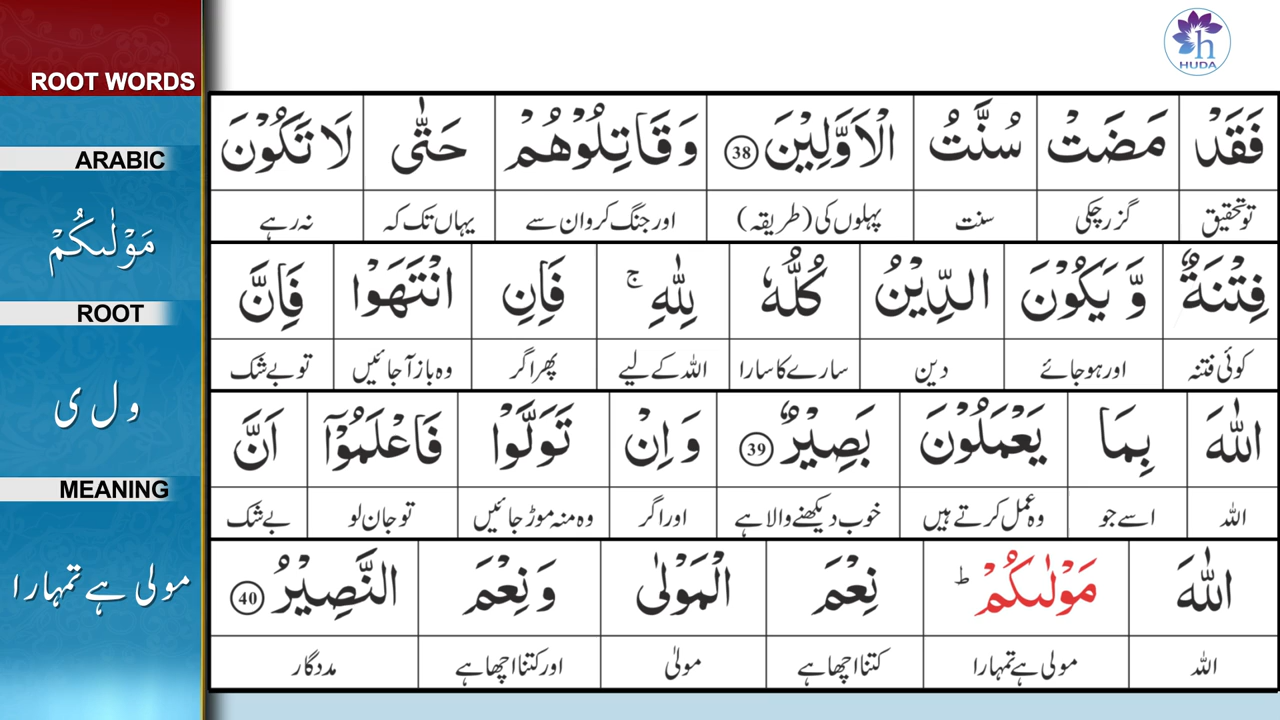 HUDA
ROOT WORDS
ARABIC
مَوْلٰىكُمْ
ROOT
و ل ی
MEANING
مولی ہے تمہارا
فَقَدْ مَضَتْ سُنَّتُ الْاَوَّلِيْنَ 38 وَقَاتِلُوْهُمْ حَتّٰى لَا تَكُوْنَ
تو تحقیق گزر چکی سنت پہلوں کی (طریقہ) اور جنگ کرو ان سے یہاں تک کہ نہ رہے
فِتْنَةٌ وَّ يَكُوْنَ الدِّيْنُ كُلُّهٗ لِلّٰهِ ۚ فَاِنِ انْتَهَوْا فَاِنَّ
کوئی فتنہ اور ہو جائے دین سارے کا سارا اللہ کے لیے پھر اگر وہ باز آ جائیں تو بے شک
اللّٰهَ بِمَا يَعْمَلُوْنَ بَصِيْرٌ 39 وَ اِنْ تَوَلَّوْا فَاعْلَمُوْۤا اَنَّ
اللہ اسے جو وہ عمل کرتے ہیں خوب دیکھنے والا ہے اور اگر وہ منہ موڑ جائیں تو جان لو بے شک
اللّٰهَ مَوْلٰىكُمْ ؕ نِعْمَ الْمَوْلٰى وَ نِعْمَ النَّصِيْرُ 40
اللہ مولی ہے تمہارا کتنا اچھا ہے مولیٰ اور کتنا اچھا ہے مددگار